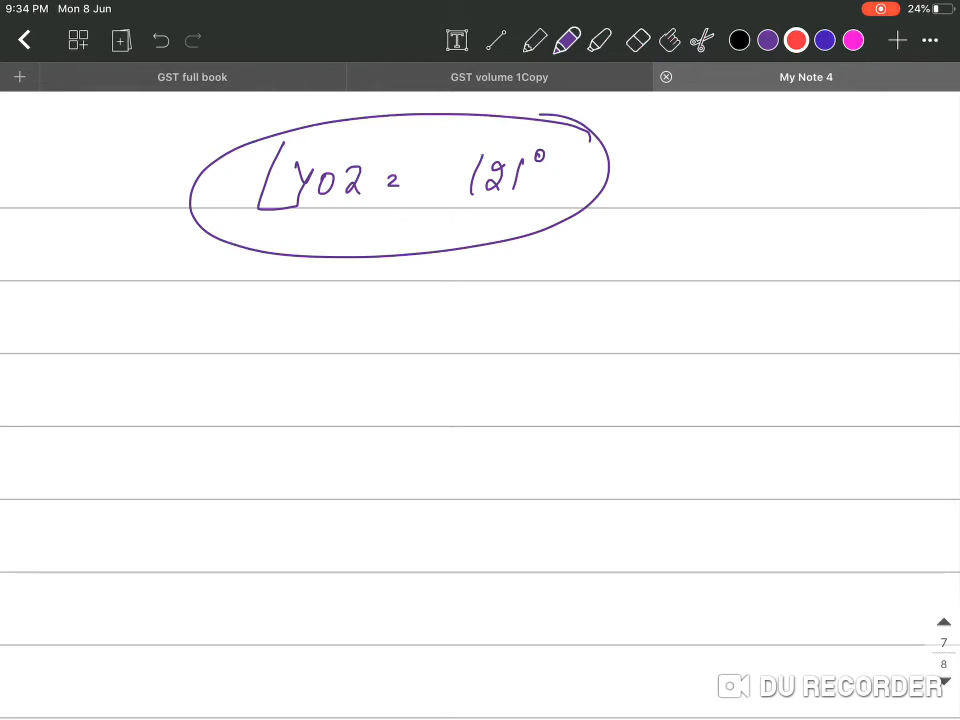 9:34 PM Mon 8 Jun 24%
GST full book GST volume 1Copy My Note 4
∠YOZ = 121°
7
8
DU RECORDER